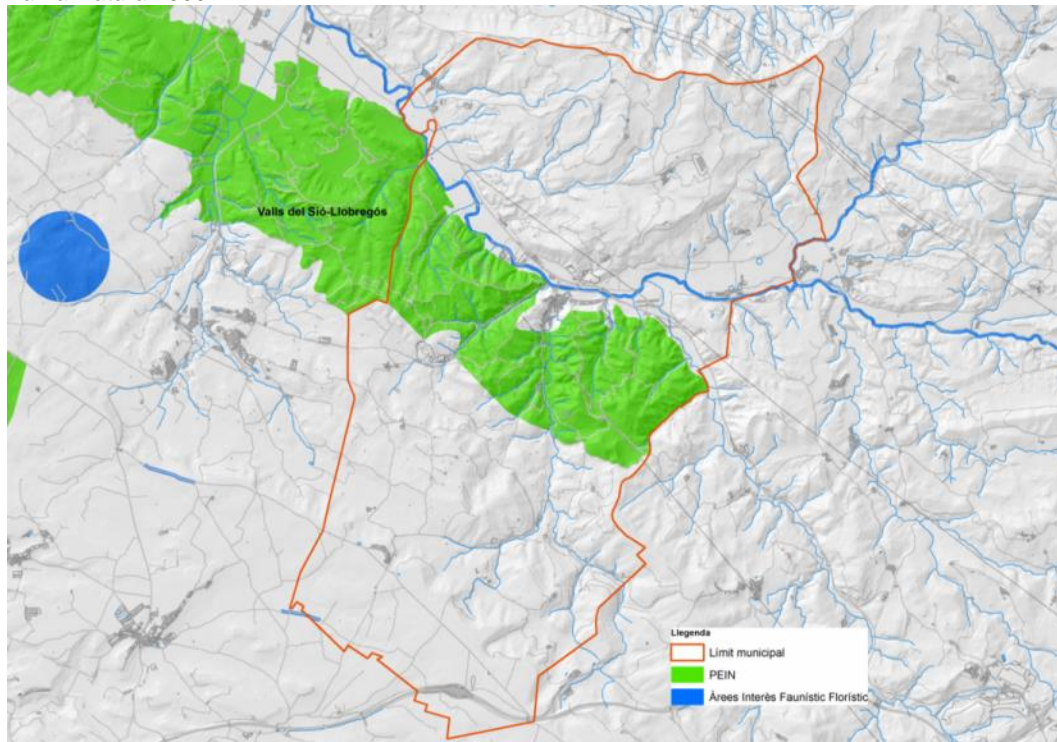 Valls del Sió-Llobregós
Llegenda
Límit municipal
PEIN
Àrees Interès Faunístic Florístic